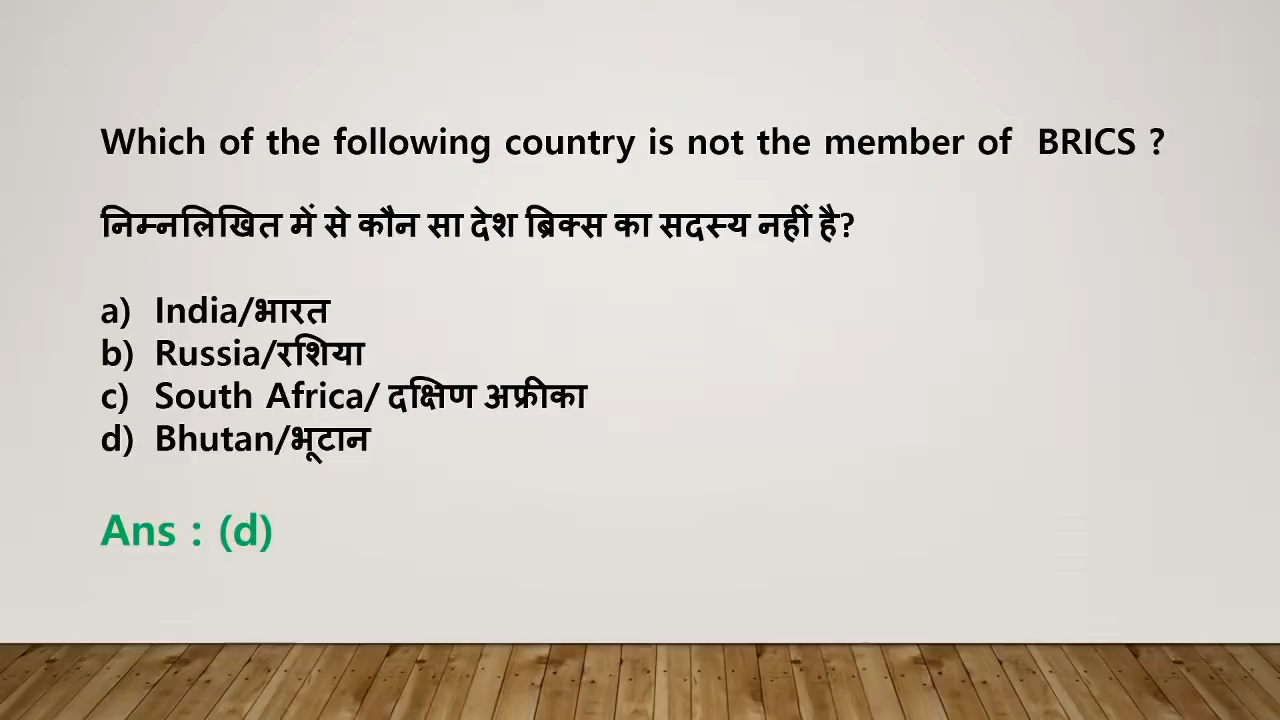 Which of the following country is not the member of BRICS ?
निम्नलिखित में से कौन सा देश ब्रिक्स का सदस्य नहीं है?
a) India/भारत
b) Russia/रशिया
c) South Africa/ दक्षिण अफ्रीका
d) Bhutan/भूटान
Ans : (d)